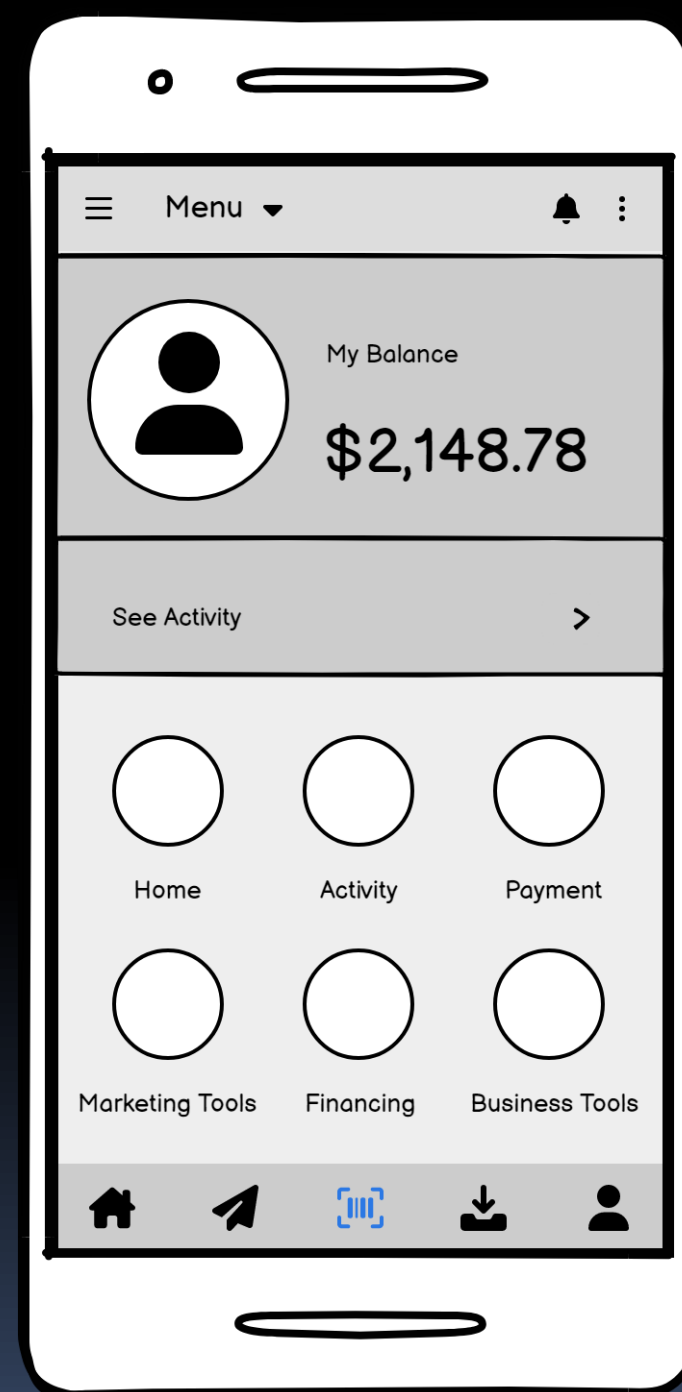 Menu
My Balance
$2,148.78
See Activity
Home Activity Payment
Marketing Tools Financing Business Tools